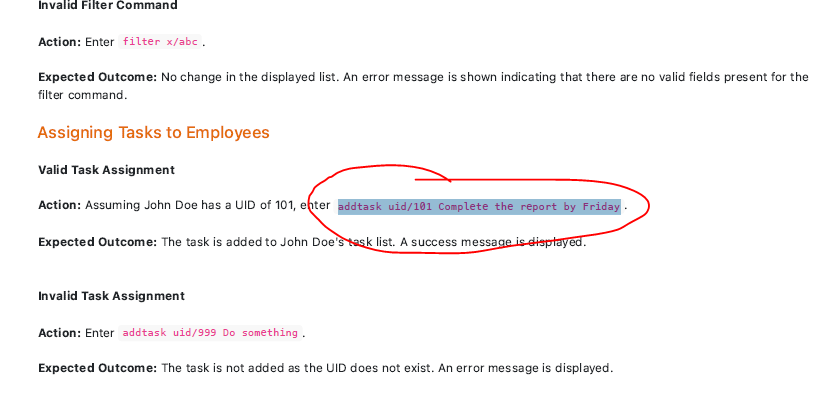 Invalid Filter Command
Action: Enter filter x/abc .
Expected Outcome: No change in the displayed list. An error message is shown indicating that there are no valid fields present for the
filter command.
Assigning Tasks to Employees
Valid Task Assignment
Action: Assuming John Doe has a UID of 101, enter addtask uid/101 Complete the report by Friday .
Expected Outcome: The task is added to John Doe's task list. A success message is displayed.
Invalid Task Assignment
Action: Enter addtask uid/999 Do something .
Expected Outcome: The task is not added as the UID does not exist. An error message is displayed.